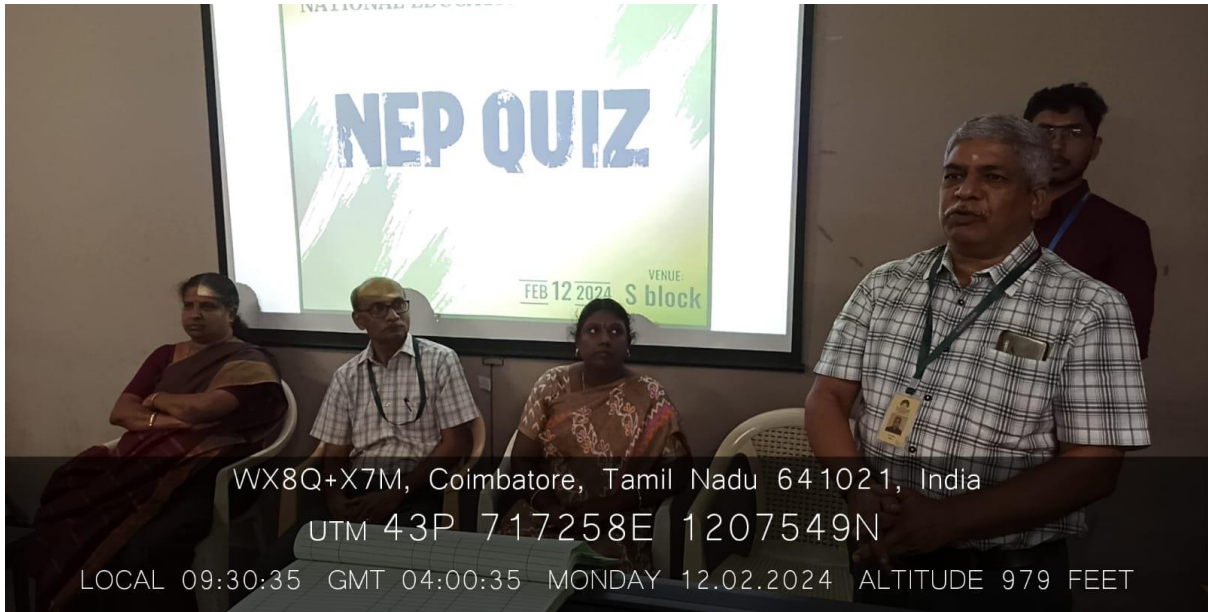 NATIONAL
NEP QUIZ
FEB 12 2024
VENUE:
S block
WX8Q+X7M, Coimbatore, Tamil Nadu 641021, India
UTM 43P 717258E 1207549N
LOCAL 09:30:35 GMT 04:00:35 MONDAY 12.02.2024 ALTITUDE 979 FEET